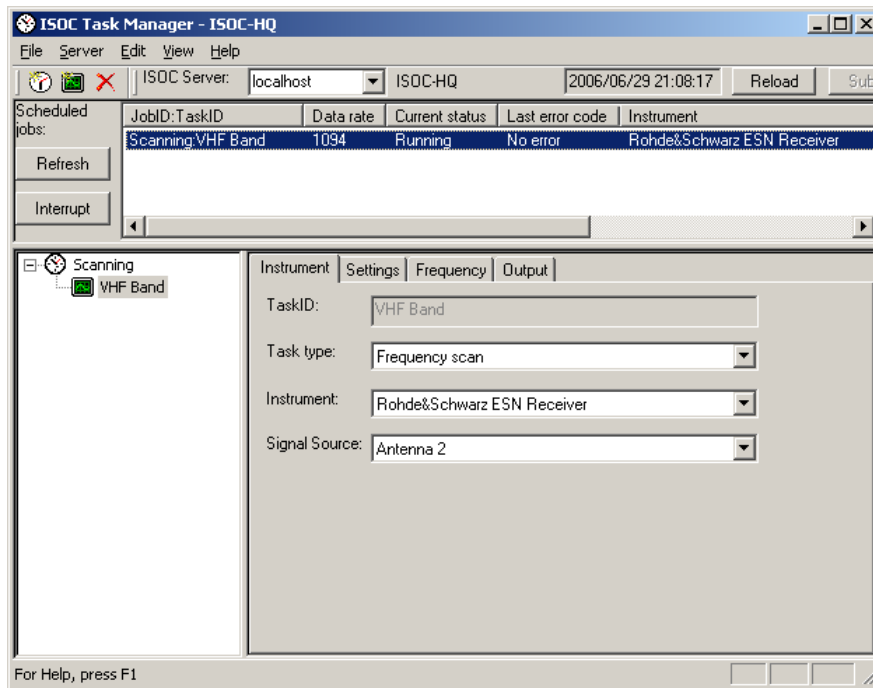 ISOC Task Manager - ISOC-HQ
File Server Edit View Help
ISOC Server: localhost ISOC-HQ 2006/06/29 21:08:17 Reload Sub
Scheduled jobs:
JobID:TaskID Data rate Current status Last error code Instrument
Scanning:VHF Band 1094 Running No error Rohde&Schwarz ESN Receiver
Refresh
Interrupt
Scanning
VHF Band
Instrument Settings Frequency Output
TaskID: VHF Band
Task type: Frequency scan
Instrument: Rohde&Schwarz ESN Receiver
Signal Source: Antenna 2
For Help, press F1